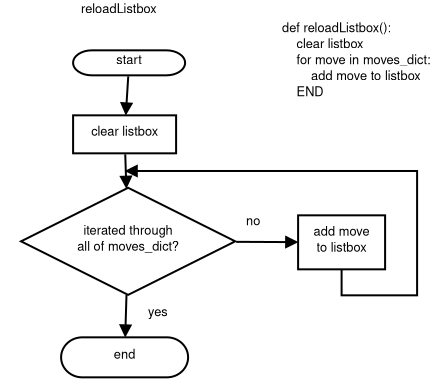 reloadListbox
def reloadListbox():
clear listbox
for move in moves_dict:
add move to listbox
END
start
clear listbox
iterated through
all of moves_dict?
no
add move
to listbox
yes
end